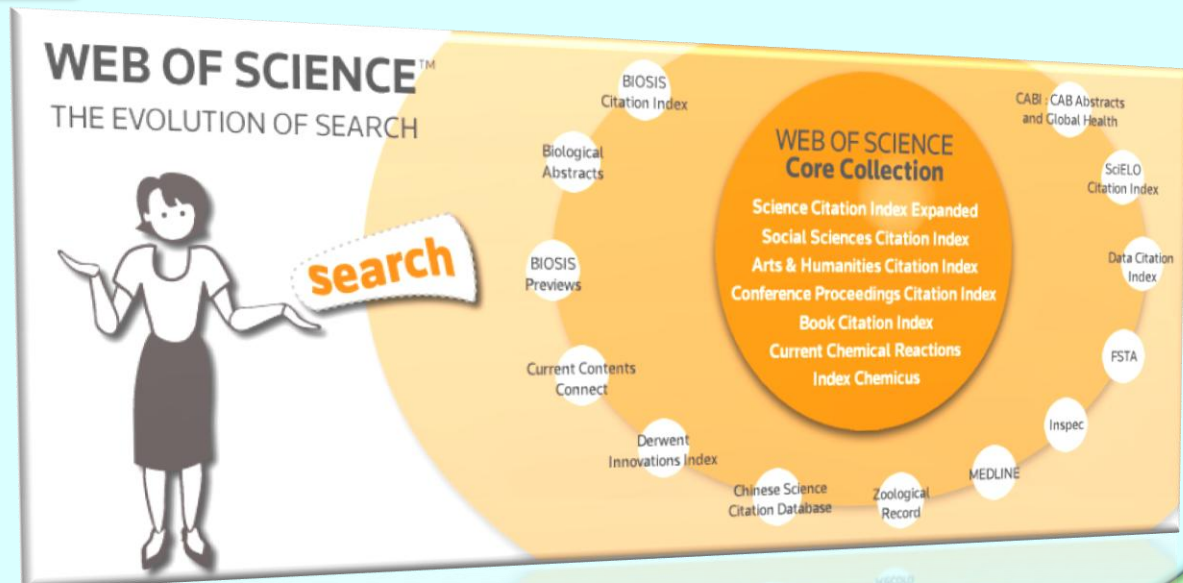 WEB OF SCIENCE™
THE EVOLUTION OF SEARCH
search
BIOSIS
Citation Index
Biological
Abstracts
BIOSIS
Previews
Current Contents
Connect
Derwent
Innovations Index
Chinese Science
Citation Database
Zoological
Record
MEDLINE
Inspec
FSTA
Data Citation
Index
SciELO
Citation Index
CABI : CAB Abstracts
and Global Health
WEB OF SCIENCE
Core Collection
Science Citation Index Expanded
Social Sciences Citation Index
Arts & Humanities Citation Index
Conference Proceedings Citation Index
Book Citation Index
Current Chemical Reactions
Index Chemicus